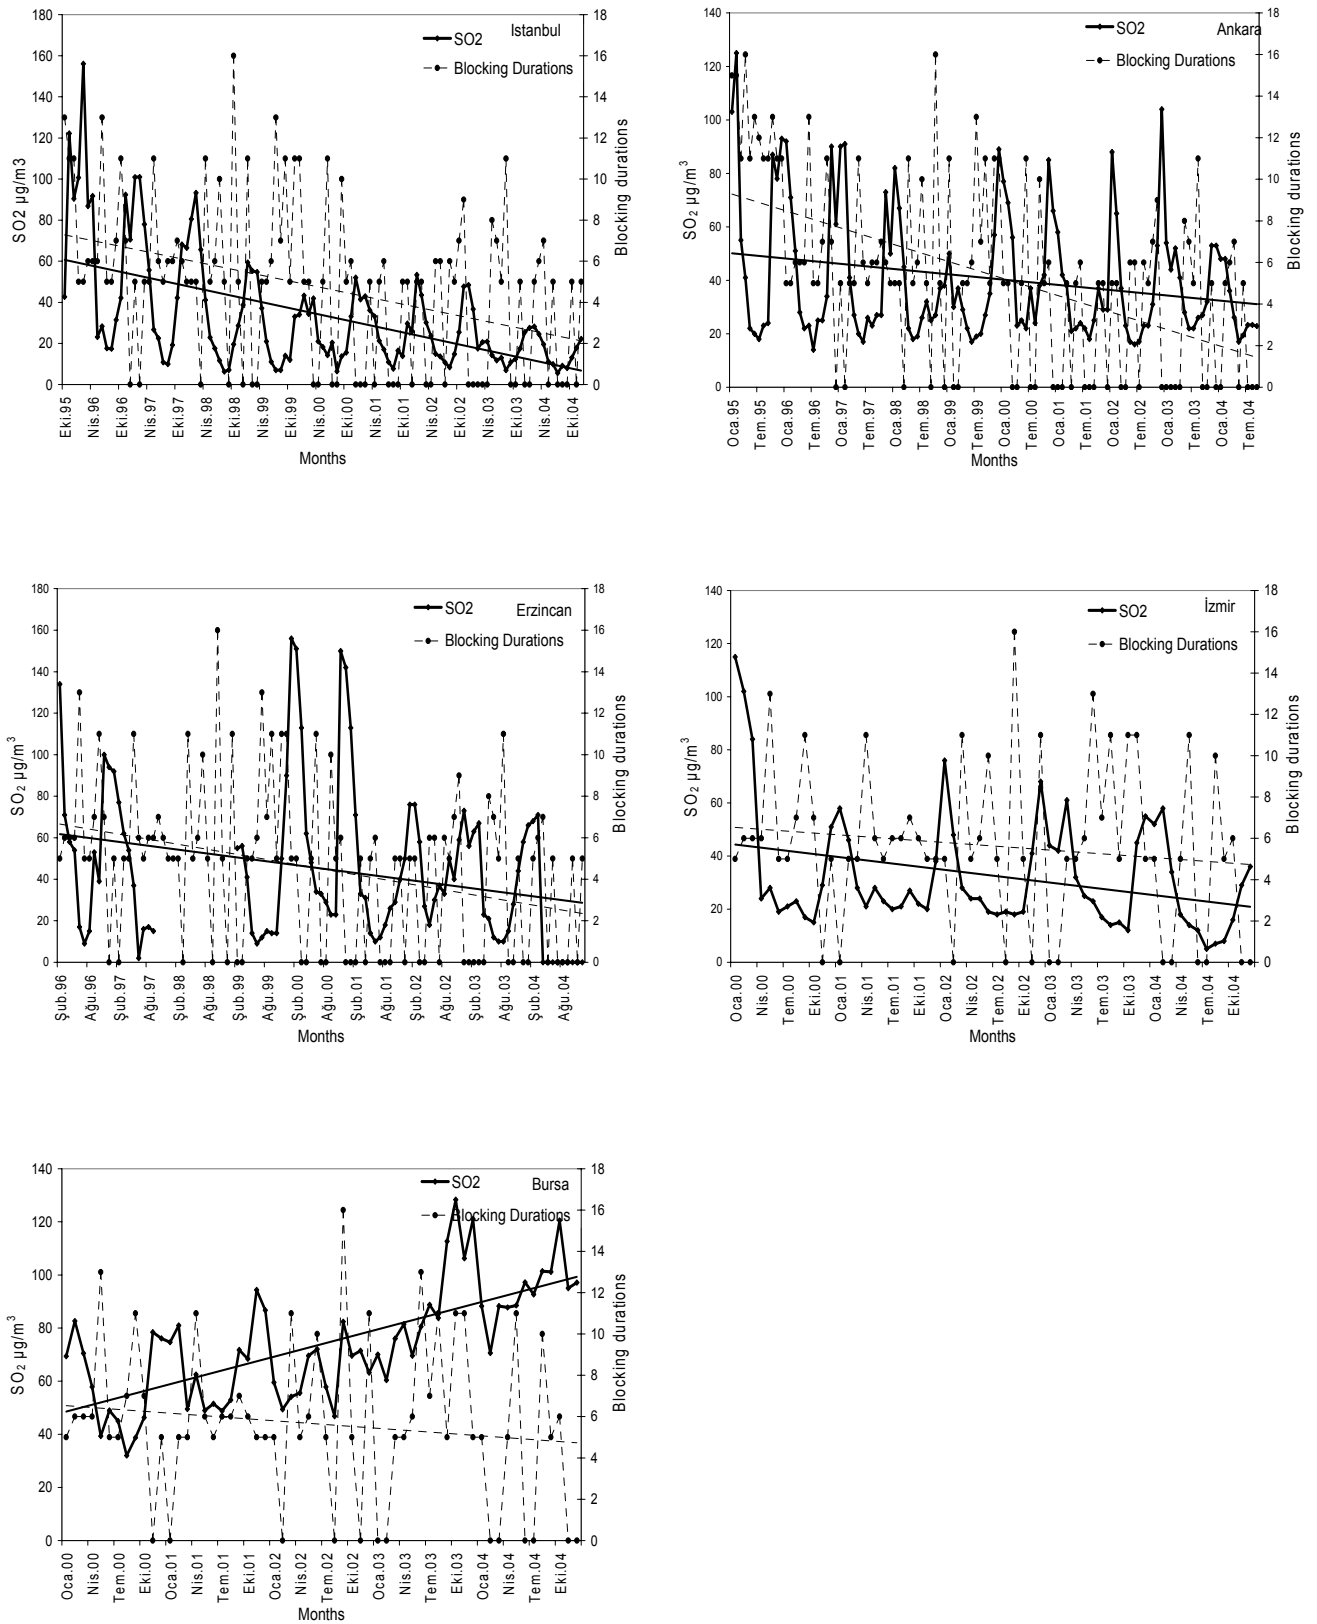 Istanbul
SO2
Blocking Durations
180
160
140
120
100
80
60
40
20
0
SO2 µg/m3
18
16
14
12
10
8
6
4
2
0
Blocking durations
Eki.95
Nis.96
Eki.96
Nis.97
Eki.97
Nis.98
Eki.98
Nis.99
Eki.99
Nis.00
Eki.00
Nis.01
Eki.01
Nis.02
Eki.02
Nis.03
Eki.03
Nis.04
Eki.04
Months
Ankara
SO2
Blocking Durations
140
120
100
80
60
40
20
0
SO₂ µg/m³
18
16
14
12
10
8
6
4
2
0
Blocking durations
Oca.95
Tem.95
Oca.96
Tem.96
Oca.97
Tem.97
Oca.98
Tem.98
Oca.99
Tem.99
Oca.00
Tem.00
Oca.01
Tem.01
Oca.02
Tem.02
Oca.03
Tem.03
Oca.04
Tem.04
Months
Erzincan
SO2
Blocking Durations
180
160
140
120
100
80
60
40
20
0
SO₂ µg/m³
18
16
14
12
10
8
6
4
2
0
Blocking durations
Şub.96
Ağu.96
Şub.97
Ağu.97
Şub.98
Ağu.98
Şub.99
Ağu.99
Şub.00
Ağu.00
Şub.01
Ağu.01
Şub.02
Ağu.02
Şub.03
Ağu.03
Şub.04
Ağu.04
Months
İzmir
SO2
Blocking Durations
140
120
100
80
60
40
20
0
SO₂ µg/m³
18
16
14
12
10
8
6
4
2
0
Blocking durations
Oca.00
Nis.00
Tem.00
Eki.00
Oca.01
Nis.01
Tem.01
Eki.01
Oca.02
Nis.02
Tem.02
Eki.02
Oca.03
Nis.03
Tem.03
Eki.03
Oca.04
Nis.04
Tem.04
Eki.04
Months
Bursa
SO2
Blocking Durations
140
120
100
80
60
40
20
0
SO₂ µg/m³
18
16
14
12
10
8
6
4
2
0
Blocking durations
Oca.00
Nis.00
Tem.00
Eki.00
Oca.01
Nis.01
Tem.01
Eki.01
Oca.02
Nis.02
Tem.02
Eki.02
Oca.03
Nis.03
Tem.03
Eki.03
Oca.04
Nis.04
Tem.04
Eki.04
Months